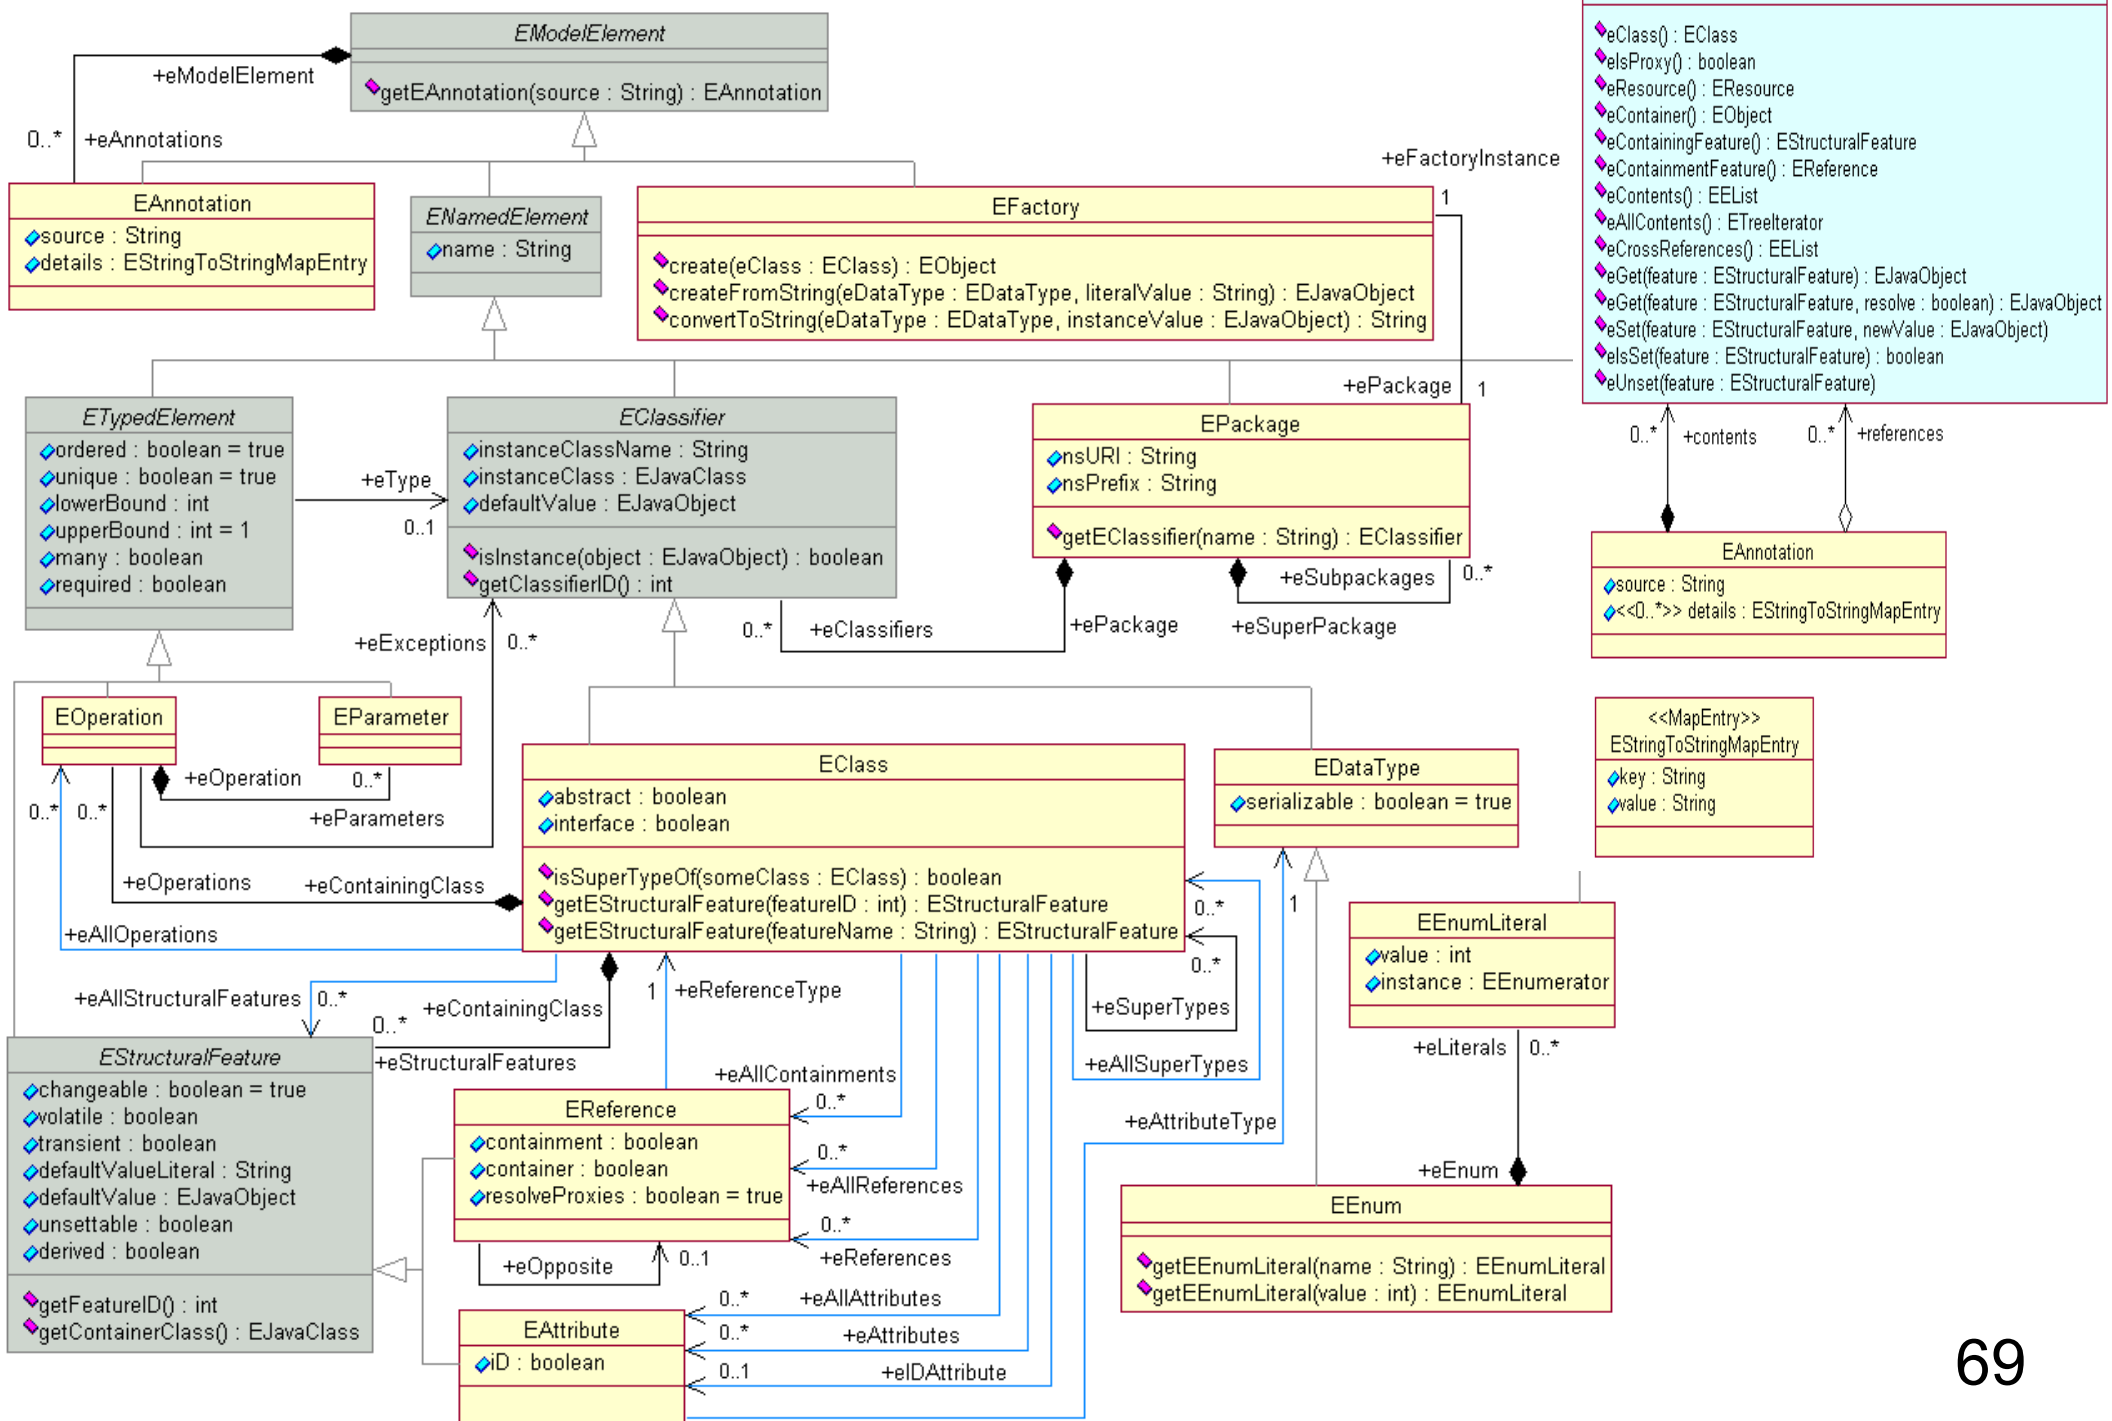 EModelElement
getEAnnotation(source : String) : EAnnotation
+eModelElement
0..*
+eAnnotations
EAnnotation
source : String
details : EStringToStringMapEntry
ENamedElement
name : String
EFactory
create(eClass : EClass) : EObject
createFromString(eDataType : EDataType, literalValue : String) : EJavaObject
convertToString(eDataType : EDataType, instanceValue : EJavaObject) : String
+eFactoryInstance
1
+ePackage
1
eClass() : EClass
eIsProxy() : boolean
eResource() : EResource
eContainer() : EObject
eContainingFeature() : EStructuralFeature
eContainmentFeature() : EReference
eContents() : EEList
eAllContents() : ETreeIterator
eCrossReferences() : EEList
eGet(feature : EStructuralFeature) : EJavaObject
eGet(feature : EStructuralFeature, resolve : boolean) : EJavaObject
eSet(feature : EStructuralFeature, newValue : EJavaObject)
eIsSet(feature : EStructuralFeature) : boolean
eUnset(feature : EStructuralFeature)
ETypedElement
ordered : boolean = true
unique : boolean = true
lowerBound : int
upperBound : int = 1
many : boolean
required : boolean
+eType
0..1
EClassifier
instanceClassName : String
instanceClass : EJavaClass
defaultValue : EJavaObject
isInstance(object : EJavaObject) : boolean
getClassifierID() : int
EPackage
nsURI : String
nsPrefix : String
getEClassifier(name : String) : EClassifier
0..*
+contents
0..*
+references
EAnnotation
source : String
<<0..*>> details : EStringToStringMapEntry
+eExceptions
0..*
0..*
+eClassifiers
+ePackage
+eSubpackages
0..*
+eSuperPackage
EOperation
EParameter
+eOperation
0..*
+eParameters
0..*
0..*
+eOperations
+eContainingClass
+eAllOperations
EClass
abstract : boolean
interface : boolean
isSuperTypeOf(someClass : EClass) : boolean
getEStructuralFeature(featureID : int) : EStructuralFeature
getEStructuralFeature(featureName : String) : EStructuralFeature
EDataType
serializable : boolean = true
<<MapEntry>>
EStringToStringMapEntry
key : String
value : String
0..*
0..*
1
+eSuperTypes
+eAllSuperTypes
EEnumLiteral
value : int
instance : EEnumerator
+eLiterals
0..*
+eAllStructuralFeatures
0..*
+eContainingClass
0..*
+eStructuralFeatures
1
+eReferenceType
EStructuralFeature
changeable : boolean = true
volatile : boolean
transient : boolean
defaultValueLiteral : String
defaultValue : EJavaObject
unsettable : boolean
derived : boolean
getFeatureID() : int
getContainerClass() : EJavaClass
+eAllContainments
0..*
EReference
containment : boolean
container : boolean
resolveProxies : boolean = true
0..*
+eAllReferences
0..*
+eReferences
+eOpposite
0..1
+eAttributeType
+eEnum
EEnum
getEEnumLiteral(name : String) : EEnumLiteral
getEEnumLiteral(value : int) : EEnumLiteral
EAttribute
iD : boolean
0..*
+eAllAttributes
0..*
+eAttributes
0..1
+eIDAttribute
69